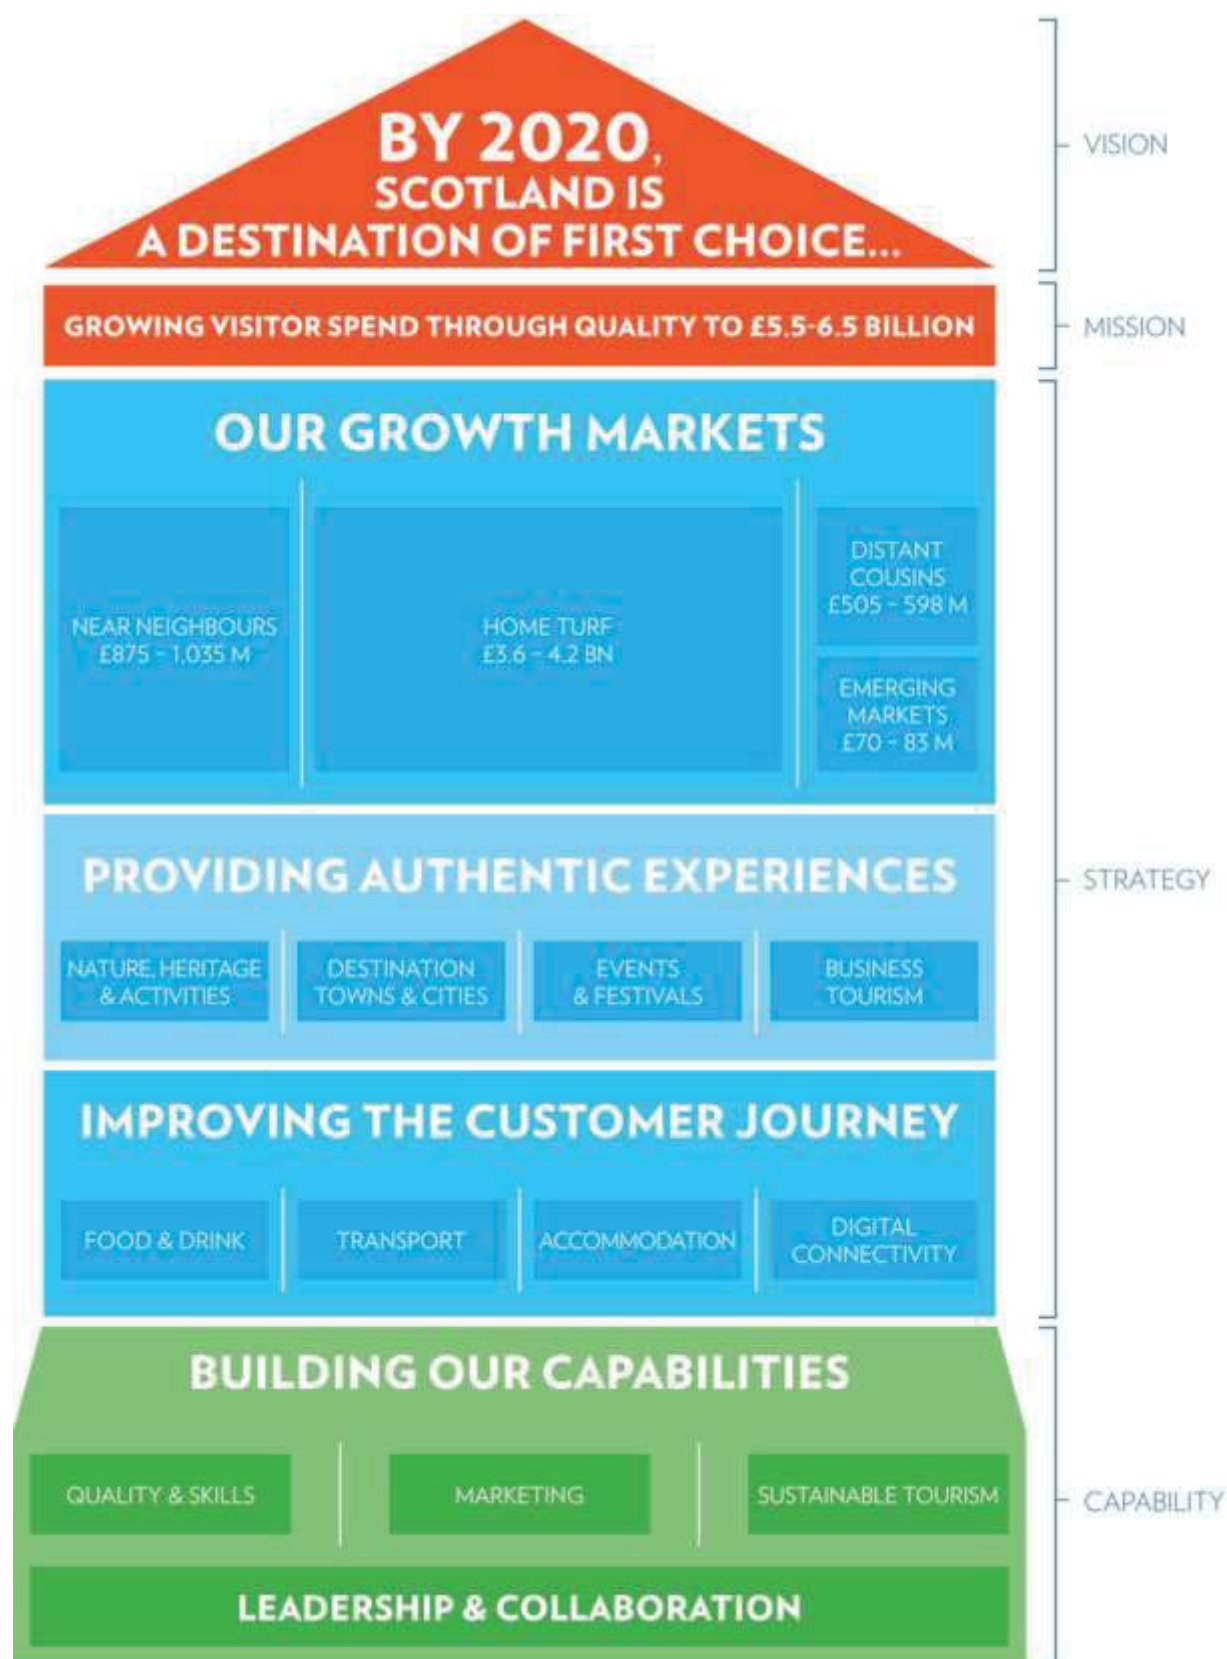 BY 2020,
SCOTLAND IS
A DESTINATION OF FIRST CHOICE...
VISION
GROWING VISITOR SPEND THROUGH QUALITY TO £5.5-6.5 BILLION
MISSION
OUR GROWTH MARKETS
NEAR NEIGHBOURS
£875 - 1,035 M
HOME TURF
£3.6 - 4.2 BN
DISTANT
COUSINS
£505 - 598 M
EMERGING
MARKETS
£70 - 83 M
PROVIDING AUTHENTIC EXPERIENCES
STRATEGY
NATURE, HERITAGE
& ACTIVITIES
DESTINATION
TOWNS & CITIES
EVENTS
& FESTIVALS
BUSINESS
TOURISM
IMPROVING THE CUSTOMER JOURNEY
FOOD & DRINK
TRANSPORT
ACCOMMODATION
DIGITAL
CONNECTIVITY
BUILDING OUR CAPABILITIES
QUALITY & SKILLS
MARKETING
SUSTAINABLE TOURISM
CAPABILITY
LEADERSHIP & COLLABORATION